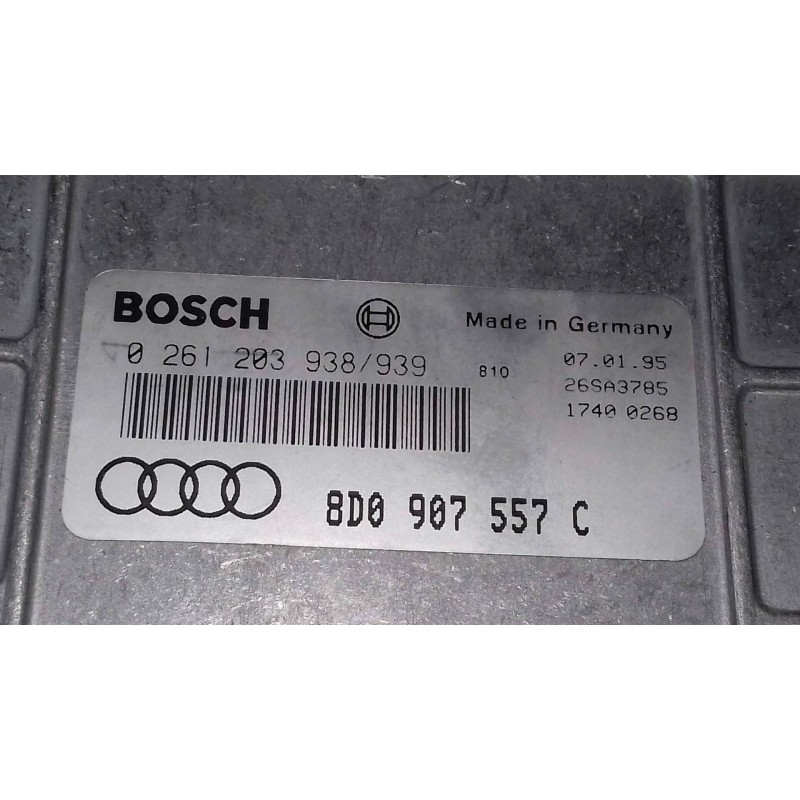 BOSCH
Made in Germany
0 261 203 938/939
810
07.01.95
26SA3785
1740 0268
8D0 907 557 C